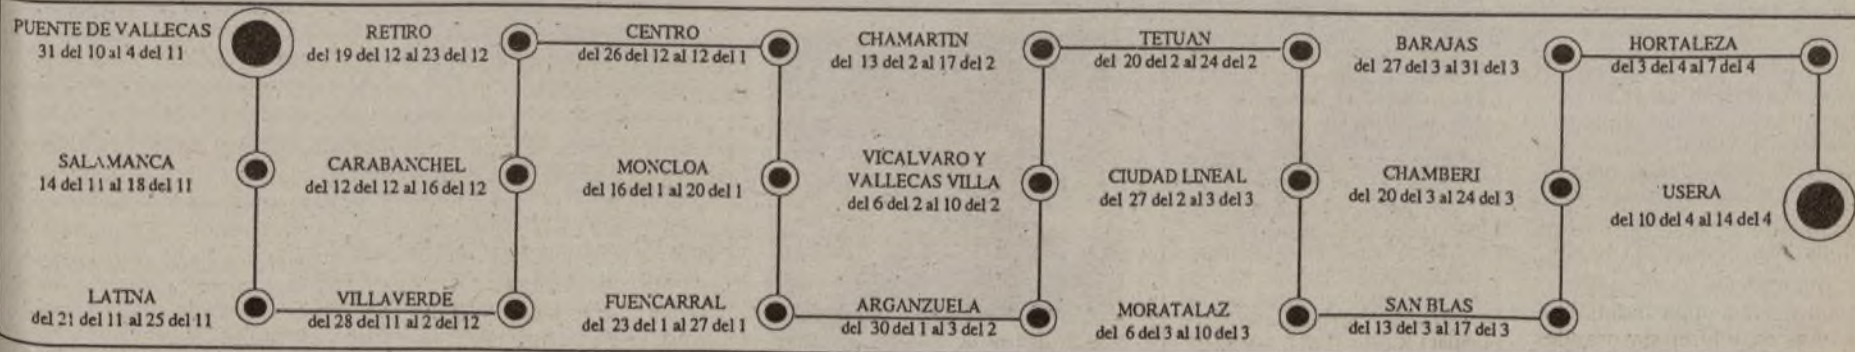 PUENTE DE VALLECAS
31 del 10 al 4 del 11
SALAMANCA
14 del 11 al 18 del 11
LATINA
del 21 del 11 al 25 del 11
VILLAVERDE
del 28 del 11 al 2 del 12
CARABANCHEL
del 12 del 12 al 16 del 12
RETIRO
del 19 del 12 al 23 del 12
CENTRO
del 26 del 12 al 12 del 1
MONCLOA
del 16 del 1 al 20 del 1
FUENCARRAL
del 23 del 1 al 27 del 1
ARGANZUELA
del 30 del 1 al 3 del 2
VICALVARO Y
VALLECAS VILLA
del 6 del 2 al 10 del 2
CHAMARTIN
del 13 del 2 al 17 del 2
TETUAN
del 20 del 2 al 24 del 2
CIUDAD LINEAL
del 27 del 2 al 3 del 3
MORATALAZ
del 6 del 3 al 10 del 3
SAN BLAS
del 13 del 3 al 17 del 3
CHAMBERI
del 20 del 3 al 24 del 3
BARAJAS
del 27 del 3 al 31 del 3
HORTALEZA
del 3 del 4 al 7 del 4
USERA
del 10 del 4 al 14 del 4